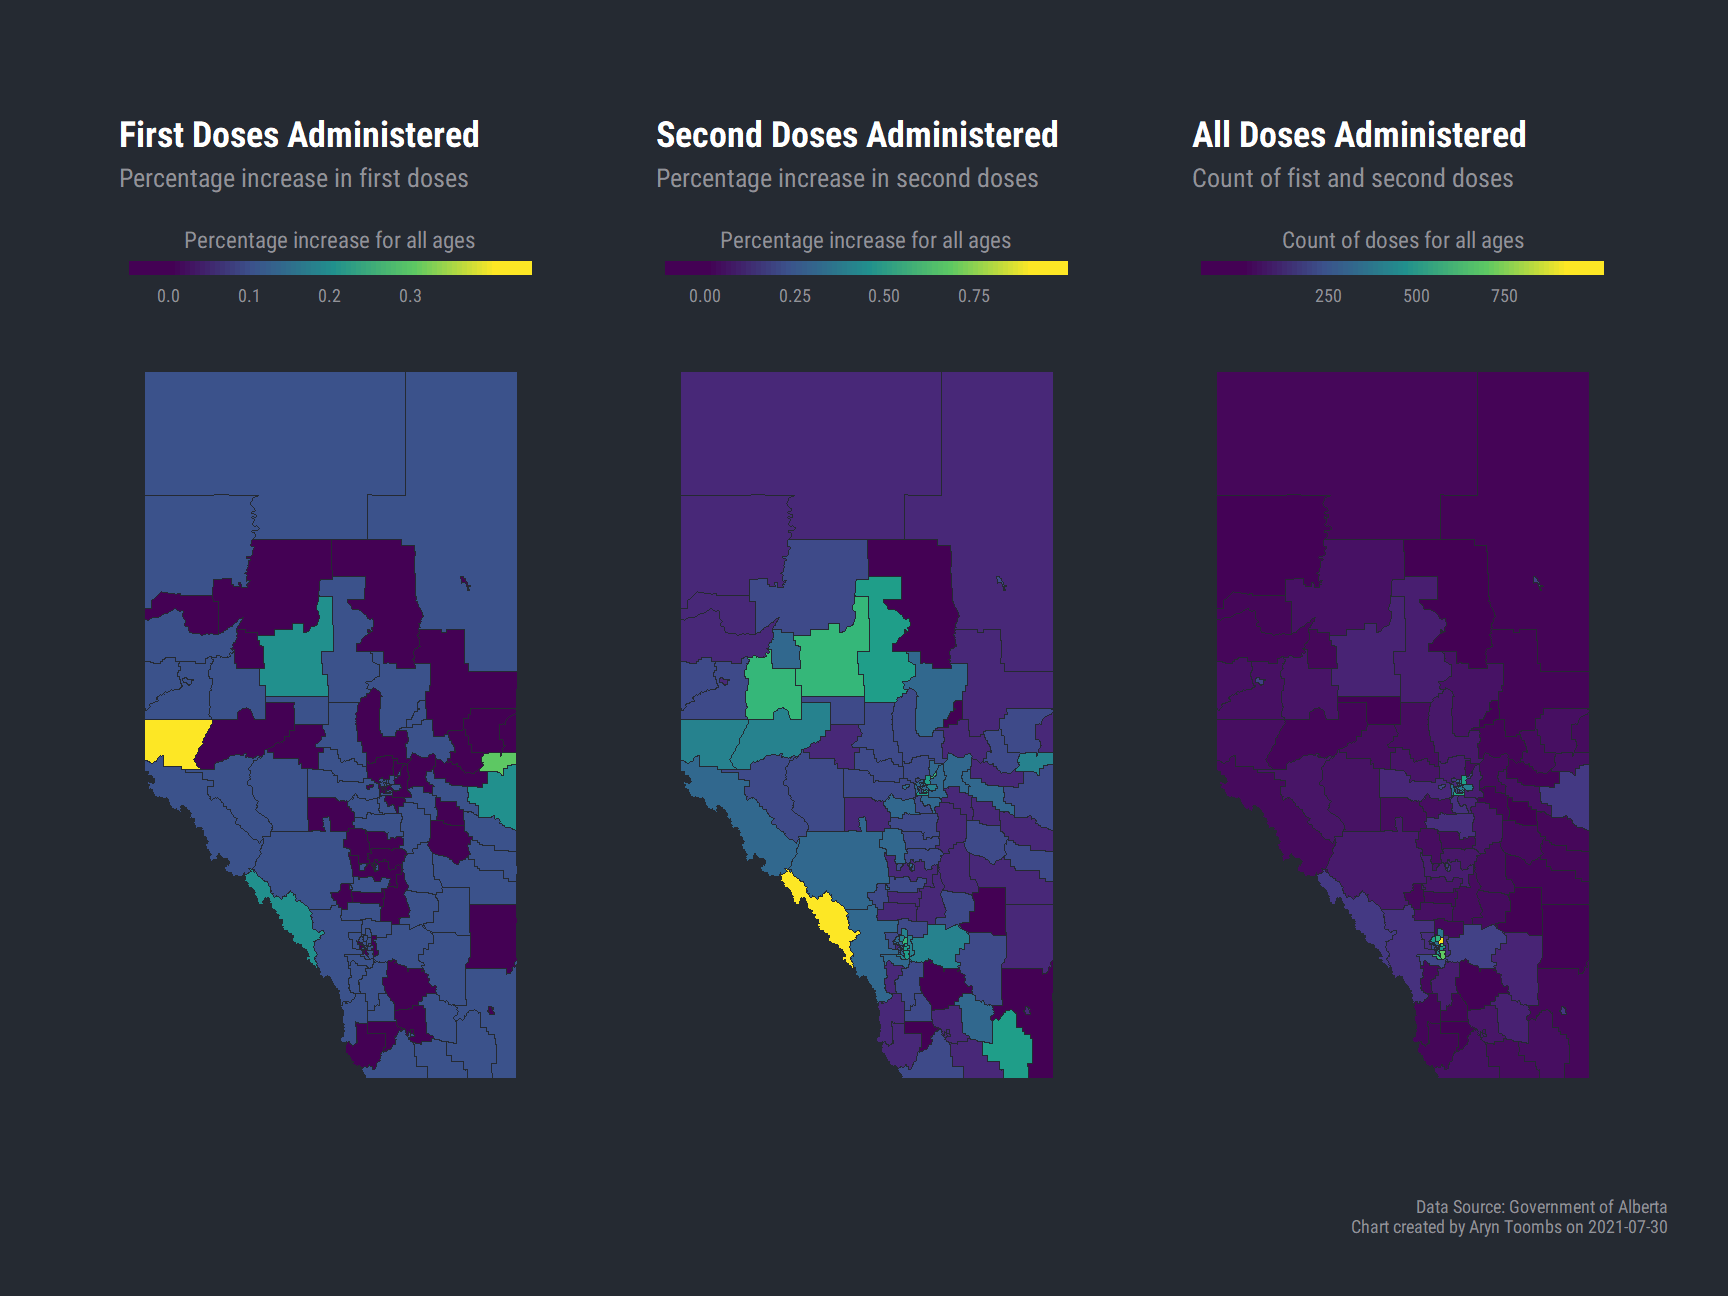 First Doses Administered
Percentage increase in first doses
Percentage increase for all ages
0.0 0.1 0.2 0.3
Second Doses Administered
Percentage increase in second doses
Percentage increase for all ages
0.00 0.25 0.50 0.75
All Doses Administered
Count of fist and second doses
Count of doses for all ages
250 500 750
Data Source: Government of Alberta
Chart created by Aryn Toombs on 2021-07-30